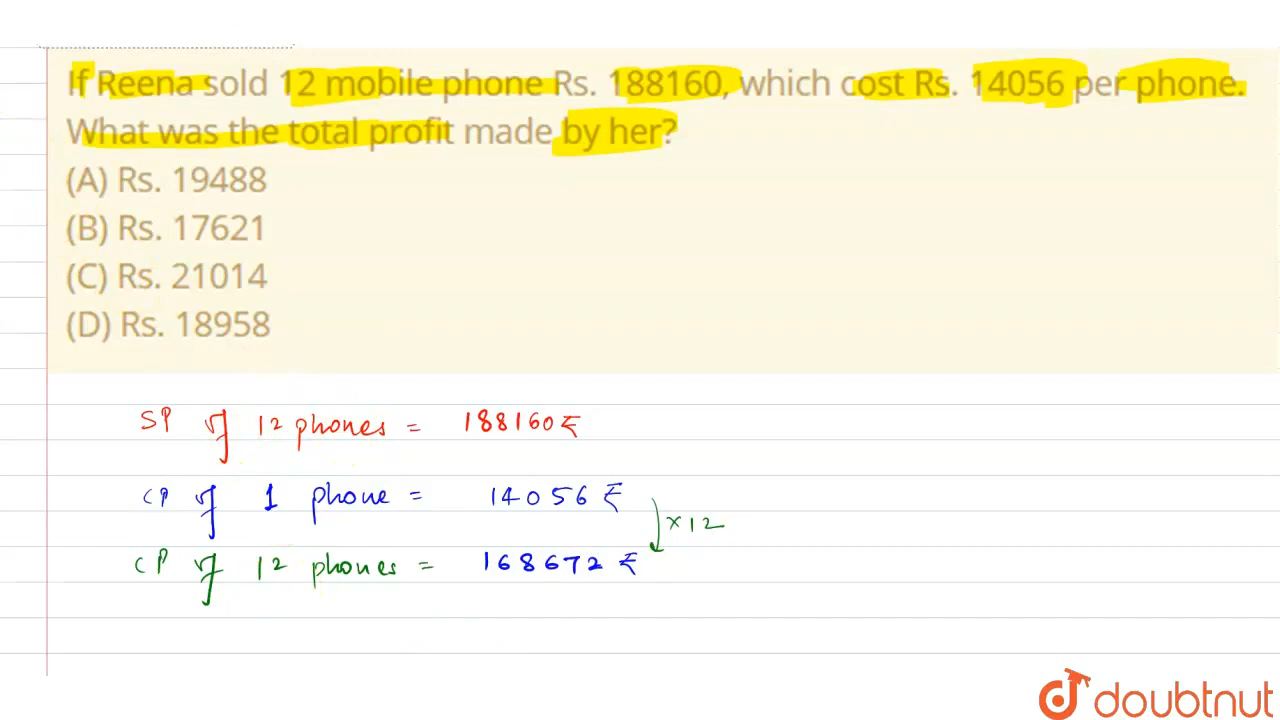 If Reena sold 12 mobile phone Rs. 188160, which cost Rs. 14056 per phone.
What was the total profit made by her?
(A) Rs. 19488
(B) Rs. 17621
(C) Rs. 21014
(D) Rs. 18958
SP of 12 phones = 188160₹
CP of 1 phone = 14056₹
×12
CP of 12 phones = 168672₹
doubtnut